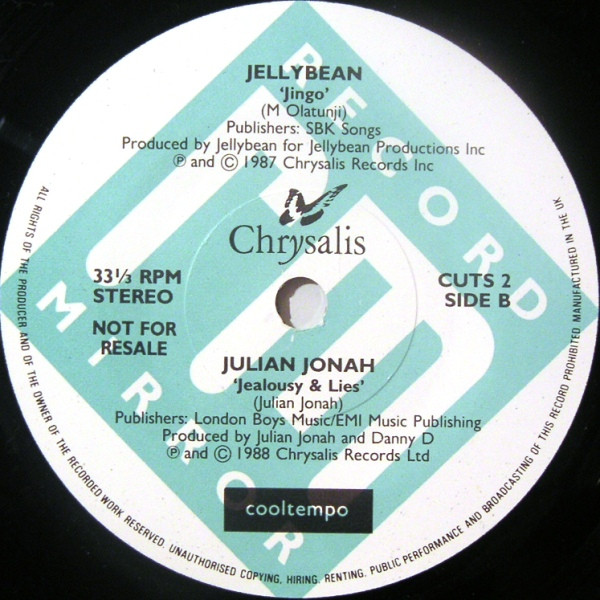 JELLYBEAN
'Jingo'
(M Olatunji)
Publishers: SBK Songs
Produced by Jellybean for Jellybean Productions Inc
℗ and © 1987 Chrysalis Records Inc
RECORD
MIRROR
Chrysalis
33⅓ RPM
STEREO
NOT FOR
RESALE
CUTS 2
SIDE B
JULIAN JONAH
'Jealousy & Lies'
(Julian Jonah)
Publishers: London Boys Music/EMI Music Publishing
Produced by Julian Jonah and Danny D
℗ and © 1988 Chrysalis Records Ltd
cooltempo
ALL RIGHTS OF THE PRODUCER AND OF THE OWNER OF THE RECORDED WORK RESERVED. UNAUTHORISED COPYING, HIRING, RENTING, PUBLIC PERFORMANCE AND BROADCASTING OF THIS RECORD PROHIBITED MANUFACTURED IN THE UK